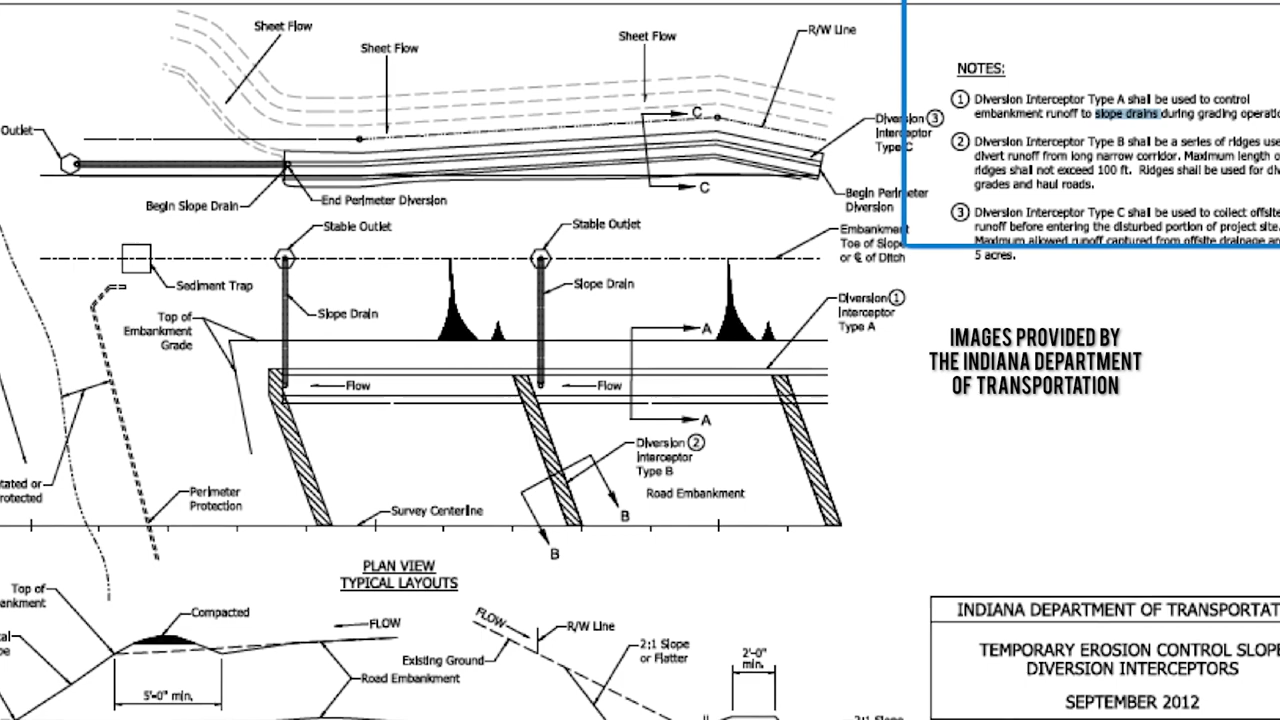 Sheet Flow
Sheet Flow
Sheet Flow
R/W Line
Outlet
C
Diversion 3
Interceptor
Type C
C
Begin Slope Drain
End Perimeter Diversion
Begin Perimeter
Diversion
Stable Outlet
Stable Outlet
Embankment
Toe of Slope
or ℄ of Ditch
Sediment Trap
Slope Drain
Slope Drain
Diversion 1
Interceptor
Type A
Top of
Embankment
Grade
A
Flow
Flow
A
Diversion 2
Interceptor
Type B
Road Embankment
Perimeter
Protection
Survey Centerline
B
B
PLAN VIEW
TYPICAL LAYOUTS
Top of
Compacted
FLOW
5'-0" min.
Road Embankment
FLOW
R/W Line
Existing Ground
2:1 Slope
or Flatter
2'-0"
min.
NOTES:
1 Diversion Interceptor Type A shall be used to control
embankment runoff to slope drains during grading
2 Diversion Interceptor Type B shall be a series of ridges
divert runoff from long narrow corridor. Maximum length
ridges shall not exceed 100 ft. Ridges shall be used for
grades and haul roads.
3 Diversion Interceptor Type C shall be used to collect offsite
runoff before entering the disturbed portion of project site.
Maximum allowed runoff captured from offsite drainage
5 acres.
IMAGES PROVIDED BY
THE INDIANA DEPARTMENT
OF TRANSPORTATION
INDIANA DEPARTMENT OF
TEMPORARY EROSION CONTROL SLOPE
DIVERSION INTERCEPTORS
SEPTEMBER 2012